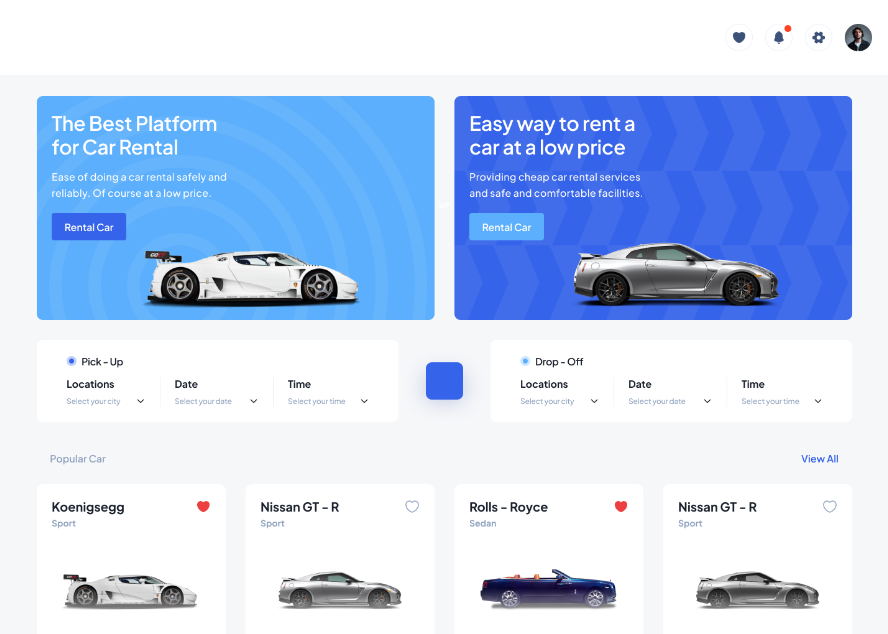 The Best Platform
for Car Rental
Ease of doing a car rental safely and
reliably. Of course at a low price.
Rental Car
Easy way to rent a
car at a low price
Providing cheap car rental services
and safe and comfortable facilities.
Rental Car
Pick - Up
Locations
Date
Time
Select your city
Select your date
Select your time
Drop - Off
Locations
Date
Time
Select your city
Select your date
Select your time
Popular Car
View All
Koenigsegg
Sport
Nissan GT - R
Sport
Rolls - Royce
Sedan
Nissan GT - R
Sport